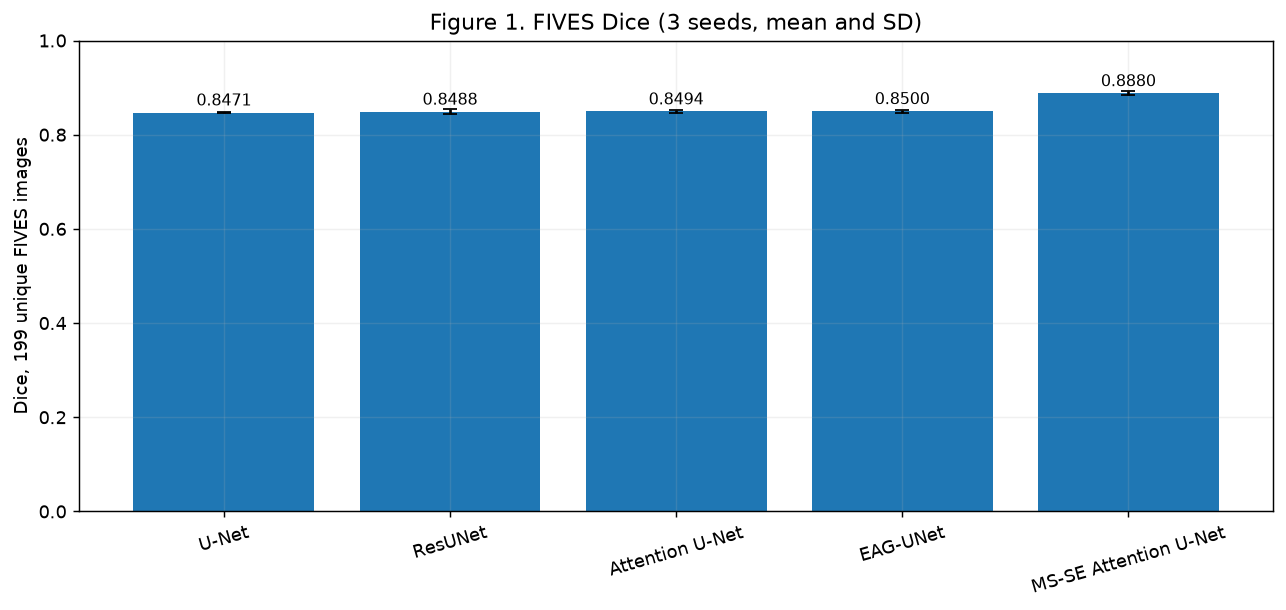 Figure 1. FIVES Dice (3 seeds, mean and SD)
Dice, 199 unique FIVES images
1.0
0.8
0.6
0.4
0.2
0.0
0.8471
0.8488
0.8494
0.8500
0.8880
U-Net
ResUNet
Attention U-Net
EAG-UNet
MS-SE Attention U-Net